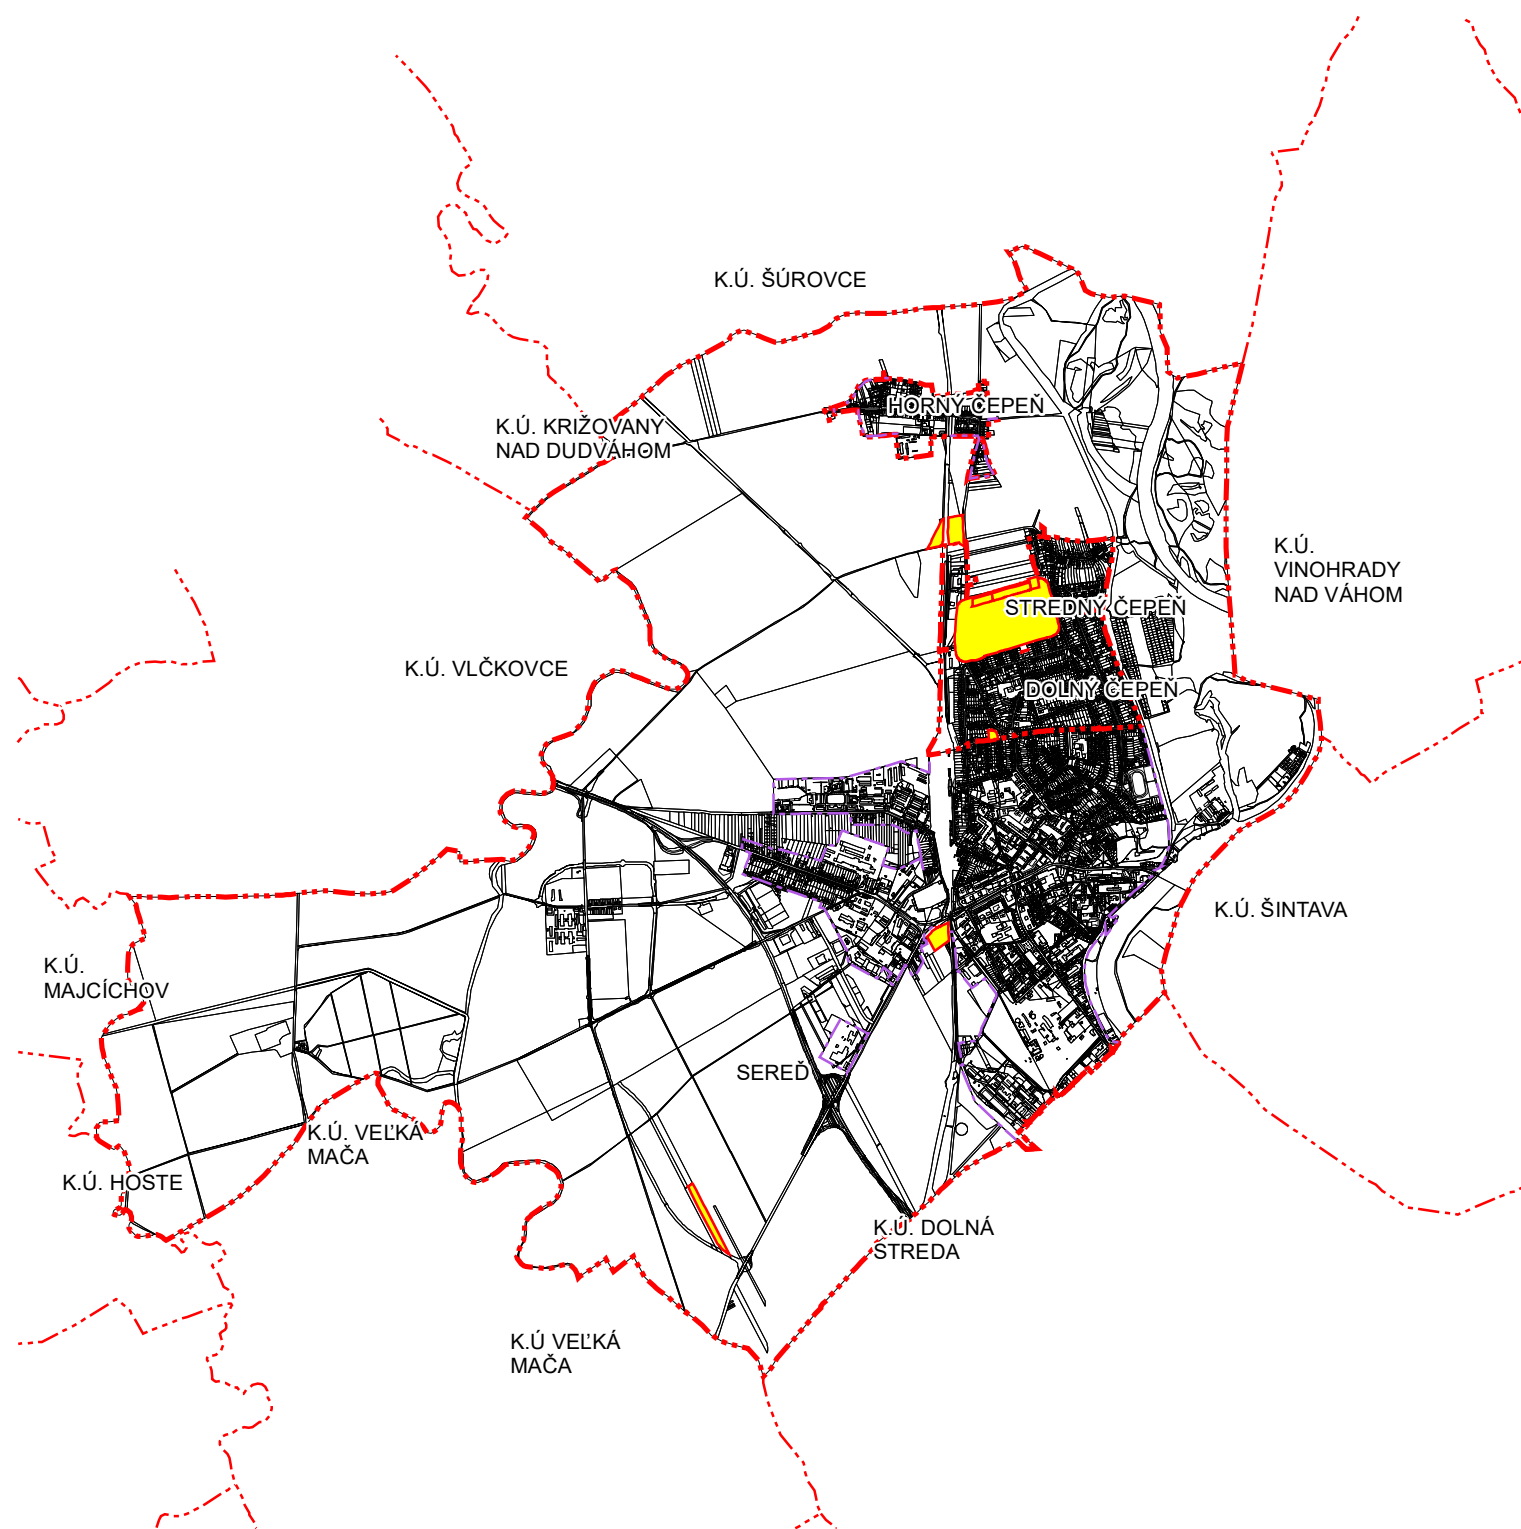 K.Ú. ŠÚROVCE
HORNÝ ČEPEŇ
K.Ú. KRIŽOVANY
NAD DUDVÁHOM
K.Ú.
VINOHRADY
NAD VÁHOM
STREDNÝ ČEPEŇ
K.Ú. VLČKOVCE
DOLNÝ ČEPEŇ
K.Ú. ŠINTAVA
K.Ú.
MAJCÍCHOV
SEREĎ
K.Ú. VEĽKÁ
MAČA
K.Ú. HOSTE
K.Ú. DOLNÁ
STREDA
K.Ú VEĽKÁ
MAČA